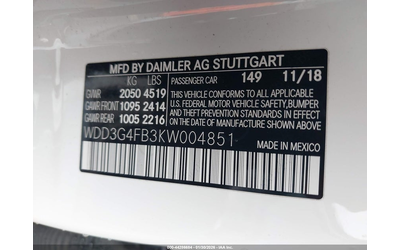 MFD BY DAIMLER AG STUTTGART
KG LBS PASSENGER CAR 149 11/18
GVWR 2050 4519
GAWR FRONT 1095 2414
GAWR REAR 1005 2216
VEHICLE CONFORMS TO ALL APPLICABLE
U.S. FEDERAL MOTOR VEHICLE SAFETY, BUMPER,
AND THEFT PREVENTION STANDARDS IN EFFECT
ON THE DATE OF MANUFACTURE SHOWN ABOVE.
WDD3G4FB3KW004851
MADE IN MEXICO